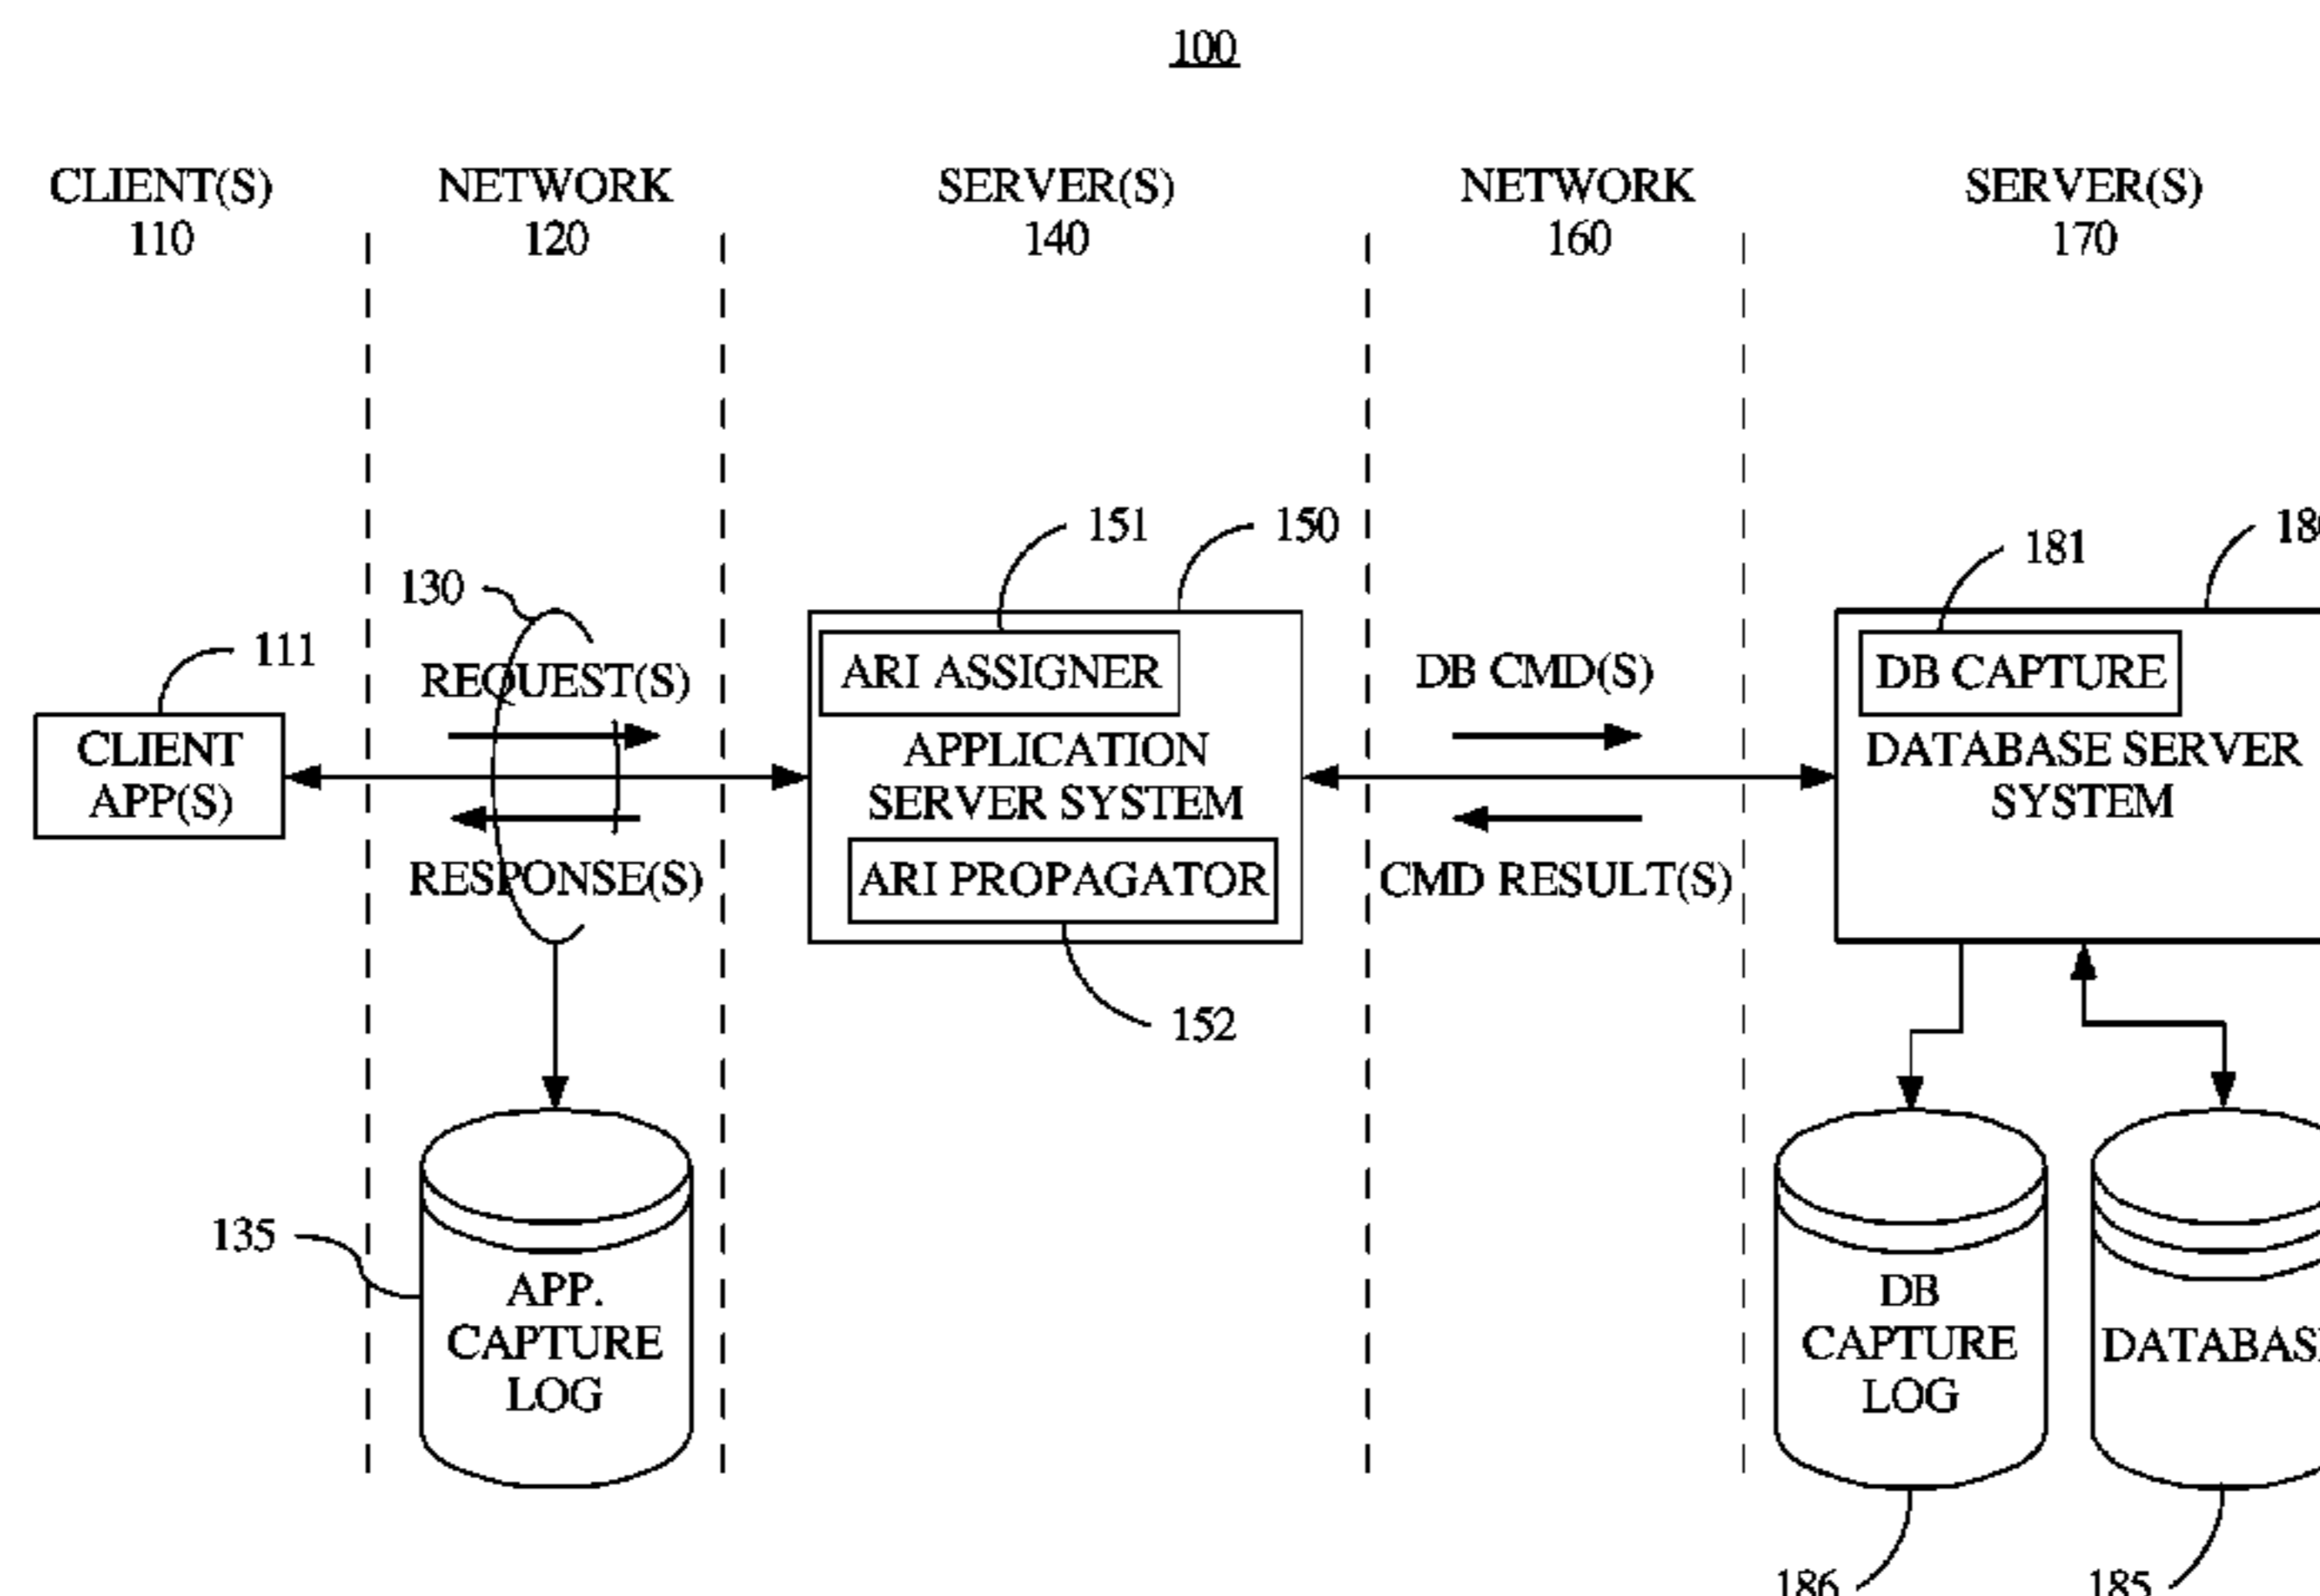 100
CLIENT(S)
110
NETWORK
120
SERVER(S)
140
NETWORK
160
SERVER(S)
170
151
150
181
130
111
REQUEST(S)
ARI ASSIGNER
DB CMD(S)
DB CAPTURE
CLIENT
APP(S)
APPLICATION
SERVER SYSTEM
DATABASE SERVER
SYSTEM
RESPONSE(S)
ARI PROPAGATOR
CMD RESULT(S)
152
135
APP.
CAPTURE
LOG
DB
CAPTURE
LOG
186
185